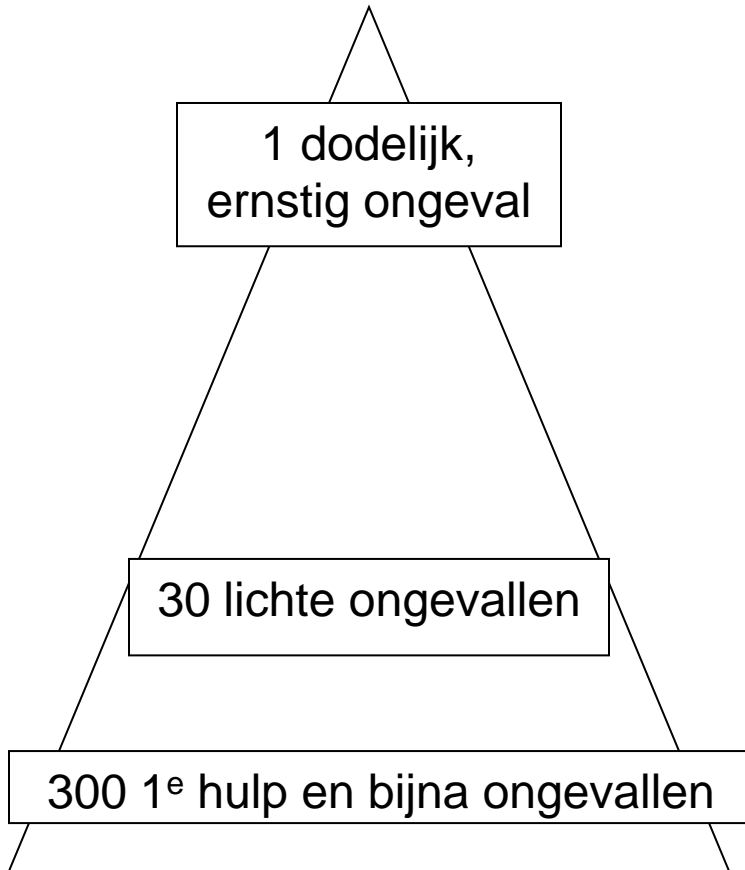 1 dodelijk,
ernstig ongeval
30 lichte ongevallen
300 1ᵉ hulp en bijna ongevallen